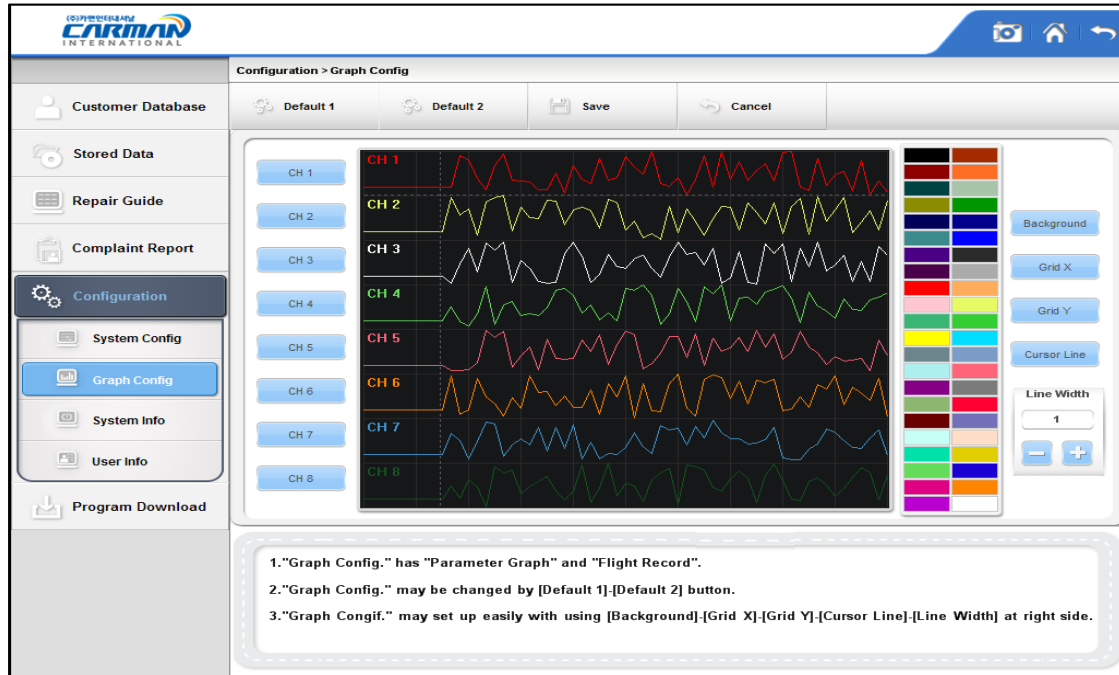 (주)카맨인터내셔날
CARMAN
INTERNATIONAL
Configuration > Graph Config
Customer Database
Default 1
Default 2
Save
Cancel
Stored Data
Repair Guide
Complaint Report
Configuration
System Config
Graph Config
System Info
User Info
Program Download
CH 1
CH 2
CH 3
CH 4
CH 5
CH 6
CH 7
CH 8
CH 1
CH 2
CH 3
CH 4
CH 5
CH 6
CH 7
CH 8
Background
Grid X
Grid Y
Cursor Line
Line Width
1
1."Graph Config." has "Parameter Graph" and "Flight Record".
2."Graph Config." may be changed by [Default 1]-[Default 2] button.
3."Graph Congif." may set up easily with using [Background]-[Grid X]-[Grid Y]-[Cursor Line]-[Line Width] at right side.